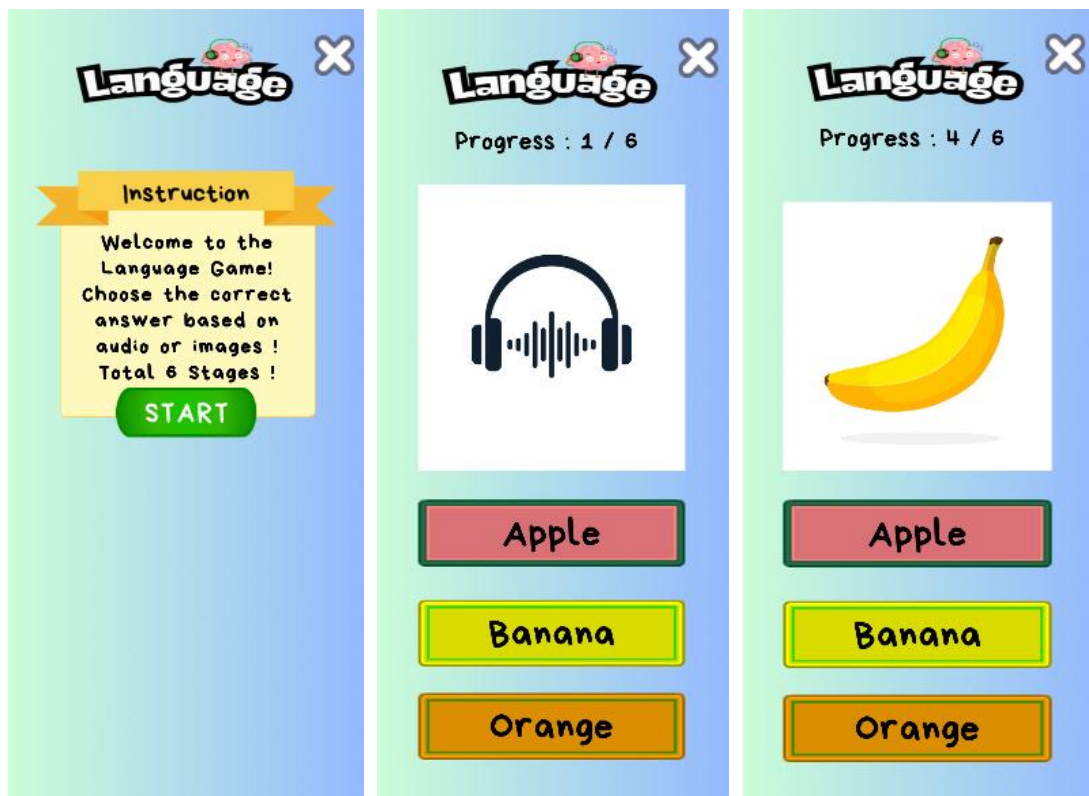 Language
Instruction
Welcome to the
Language Game!
Choose the correct
answer based on
audio or images !
Total 6 Stages !
START
Language
Progress : 1 / 6
Apple
Banana
Orange
Language
Progress : 4 / 6
Apple
Banana
Orange